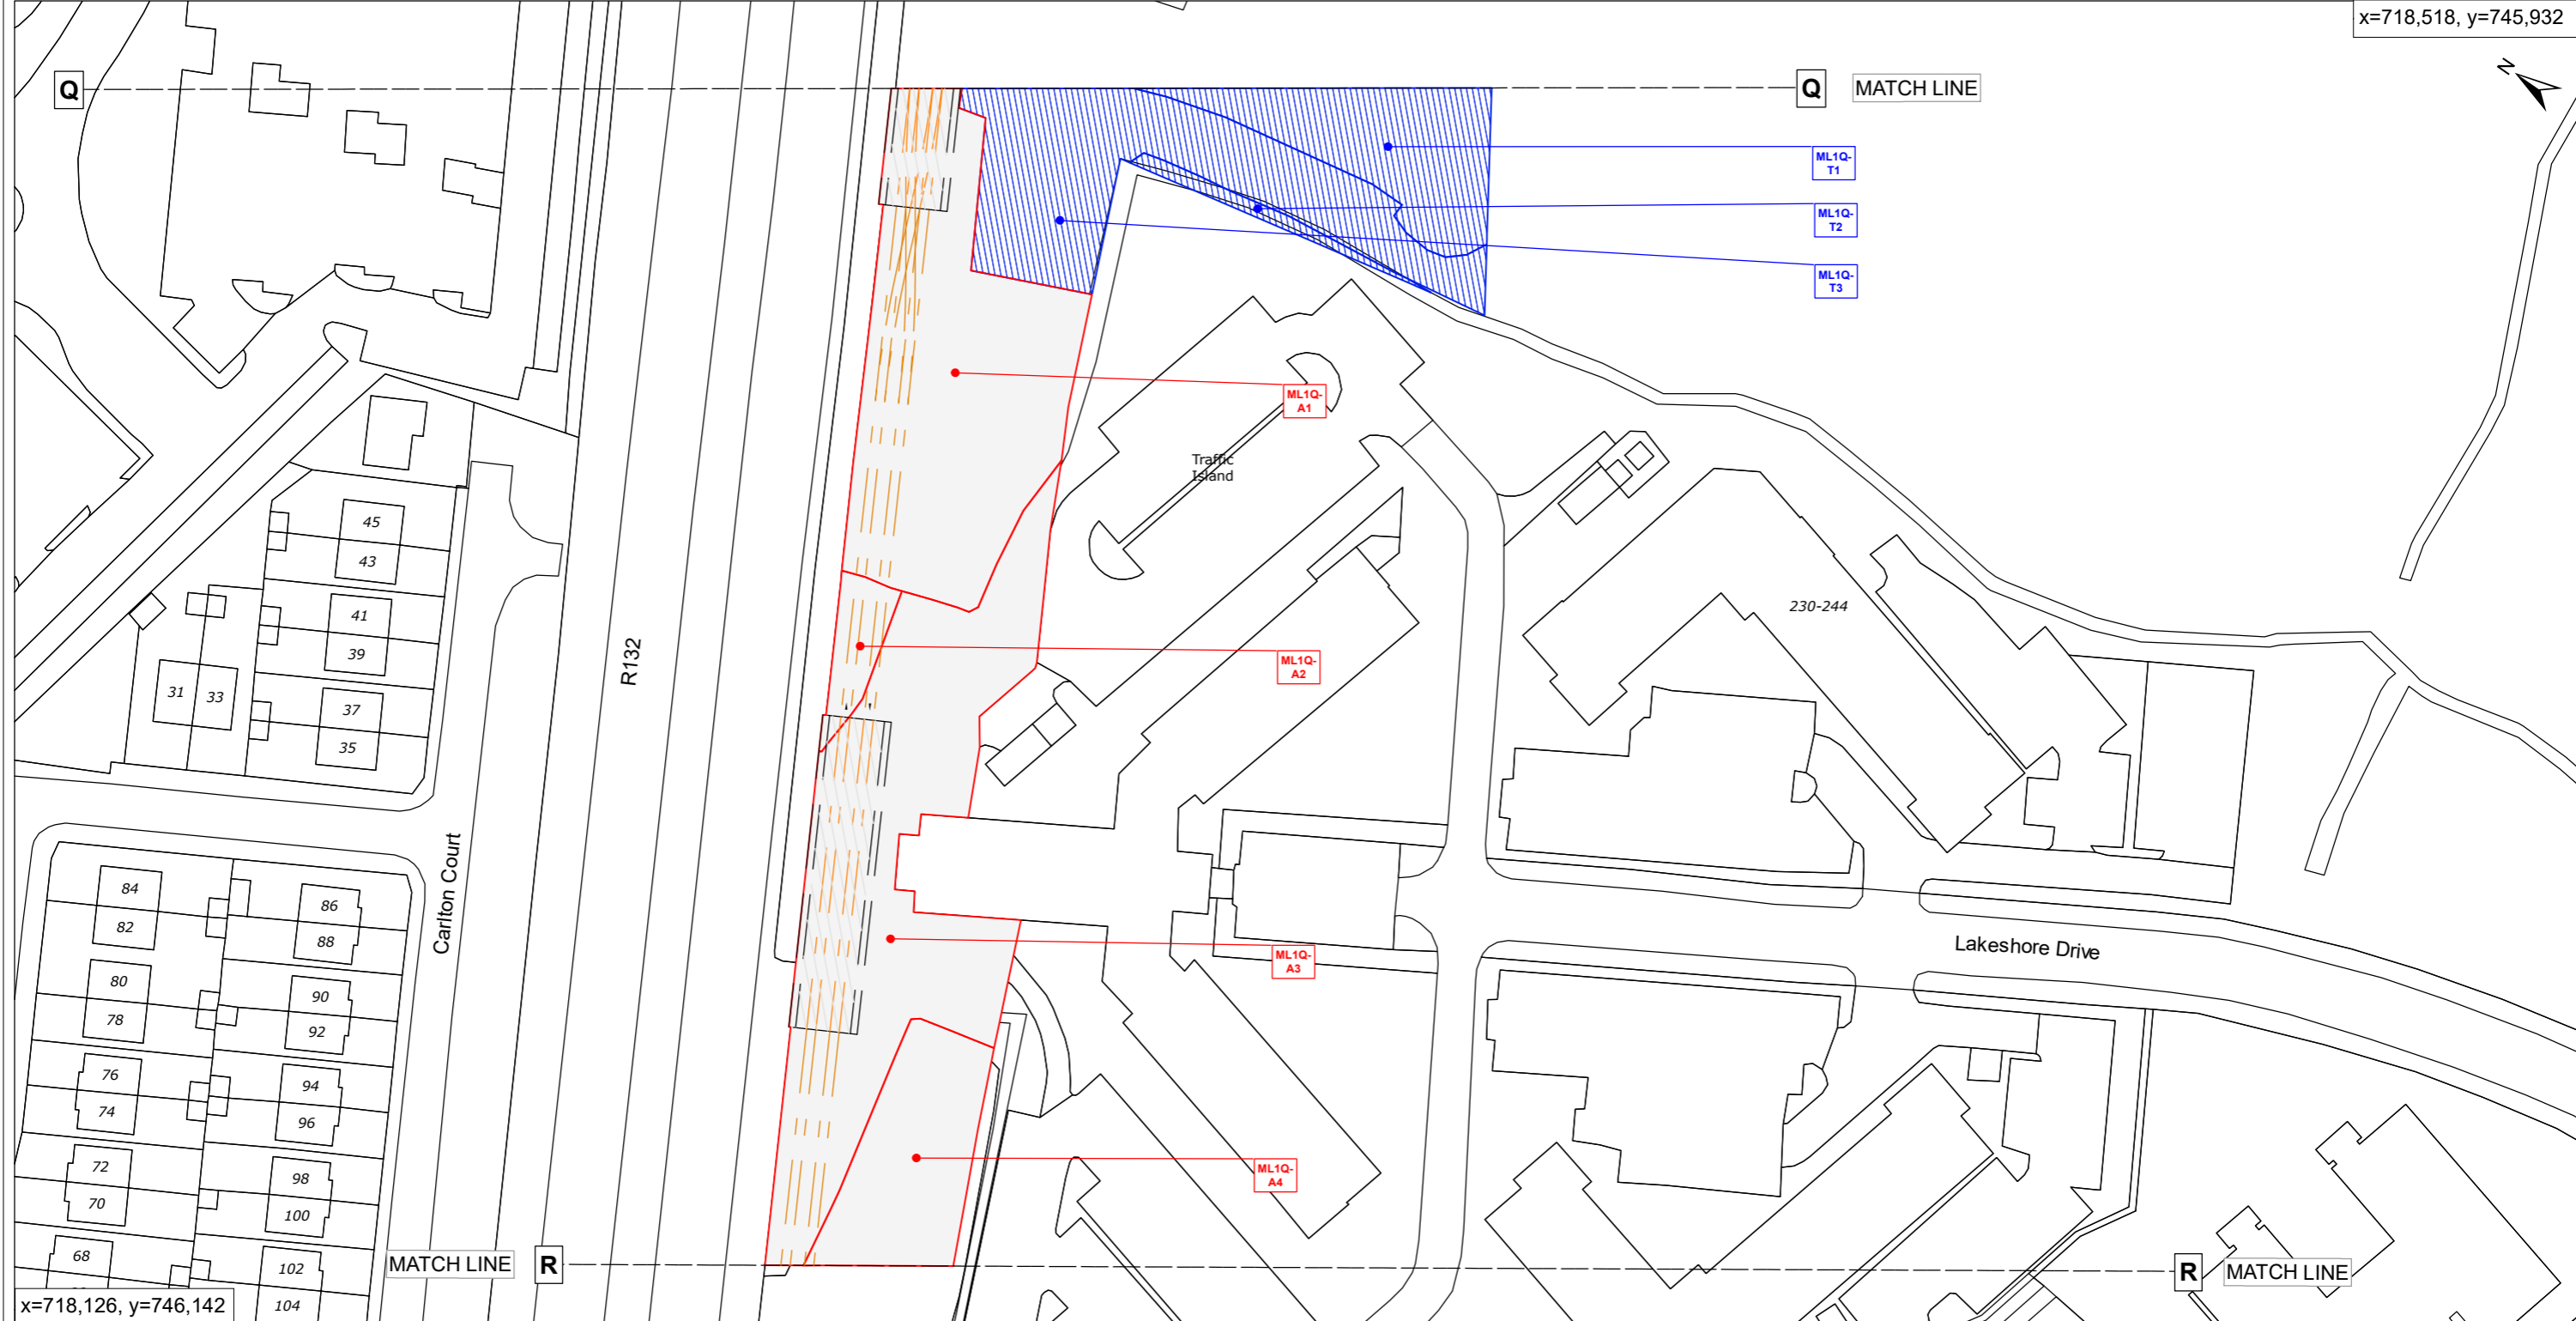 x=718,518, y=745,932
N
Q
Q
MATCH LINE
ML1Q-
T1
ML1Q-
T2
ML1Q-
T3
ML1Q-
A1
Traffic
Island
45
43
41
39
37
35
31
33
R132
ML1Q-
A2
230-244
Carlton Court
84
82
86
88
80
78
90
92
76
74
94
96
72
70
98
100
68
102
104
ML1Q-
A3
Lakeshore Drive
ML1Q-
A4
MATCH LINE
R
R
MATCH LINE
x=718,126, y=746,142